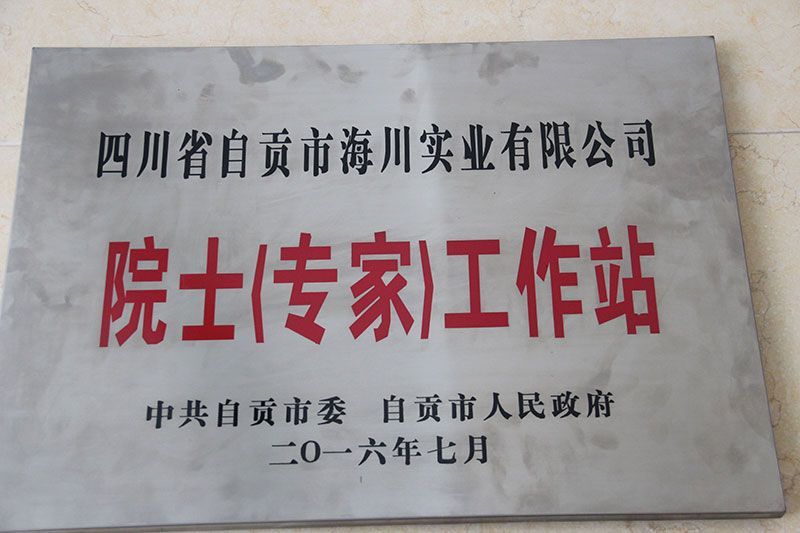 四川省自贡市海川实业有限公司
院士(专家)工作站
中共自贡市委 自贡市人民政府
二〇一六年七月